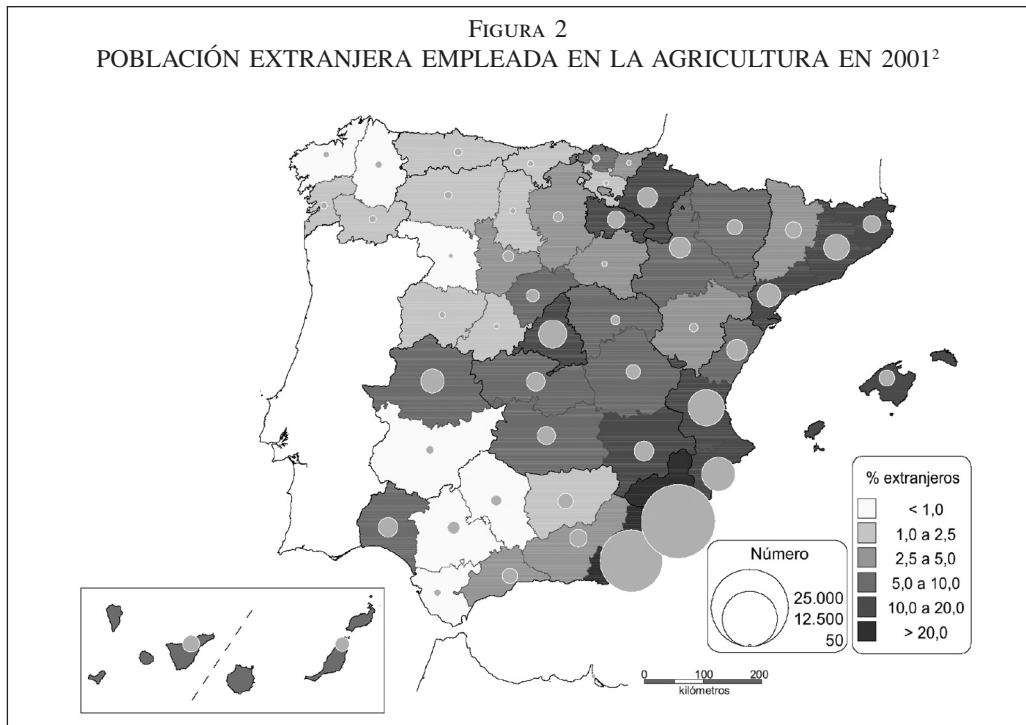 FIGURA 2
POBLACIÓN EXTRANJERA EMPLEADA EN LA AGRICULTURA EN 2001²
% extranjeros
< 1,0
1,0 a 2,5
2,5 a 5,0
5,0 a 10,0
10,0 a 20,0
> 20,0
Número
25.000
12.500
50
0 100 200
kilómetros